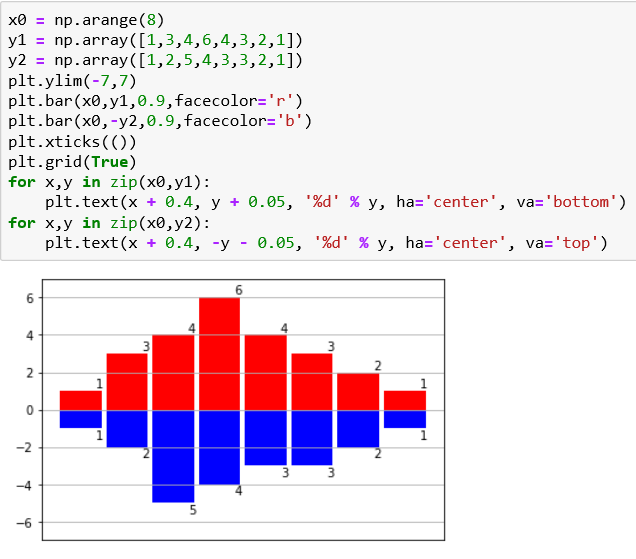 x0 = np.arange(8)
y1 = np.array([1,3,4,6,4,3,2,1])
y2 = np.array([1,2,5,4,3,3,2,1])
plt.ylim(-7,7)
plt.bar(x0,y1,0.9,facecolor='r')
plt.bar(x0,-y2,0.9,facecolor='b')
plt.xticks(())
plt.grid(True)
for x,y in zip(x0,y1):
    plt.text(x + 0.4, y + 0.05, '%d' % y, ha='center', va='bottom')
for x,y in zip(x0,y2):
    plt.text(x + 0.4, -y - 0.05, '%d' % y, ha='center', va='top')
6
4
2
0
−2
−4
−6
1 3 4 6 4 3 2 1
1 2 5 4 3 3 2 1